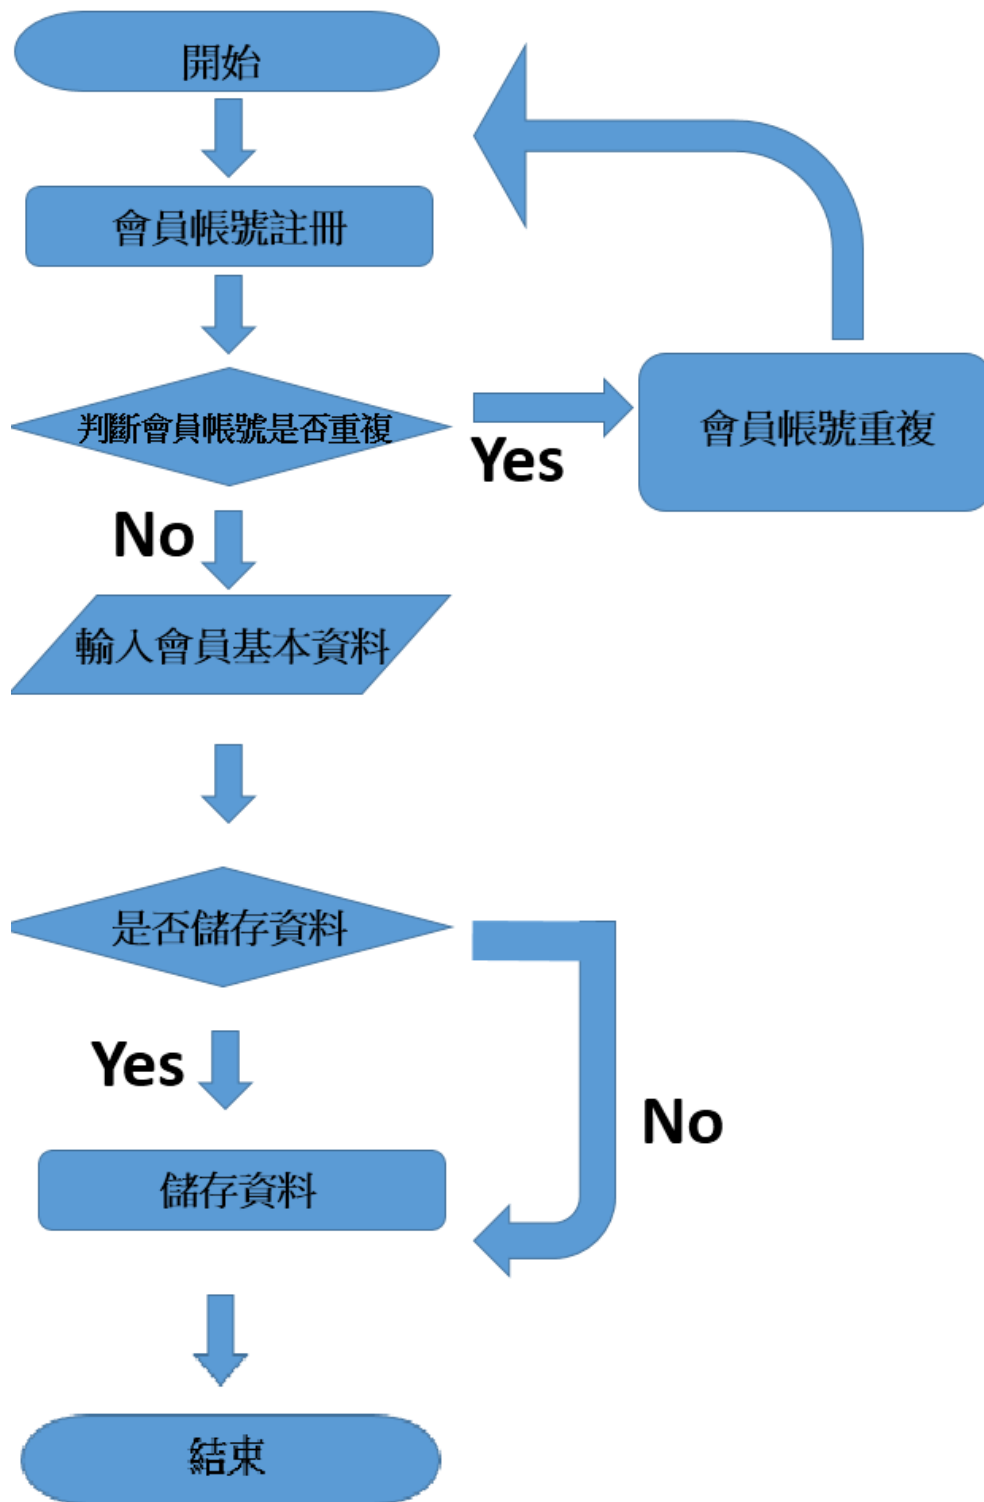 開始
會員帳號註冊
判斷會員帳號是否重複
Yes
會員帳號重複
No
輸入會員基本資料
是否儲存資料
Yes
No
儲存資料
結束